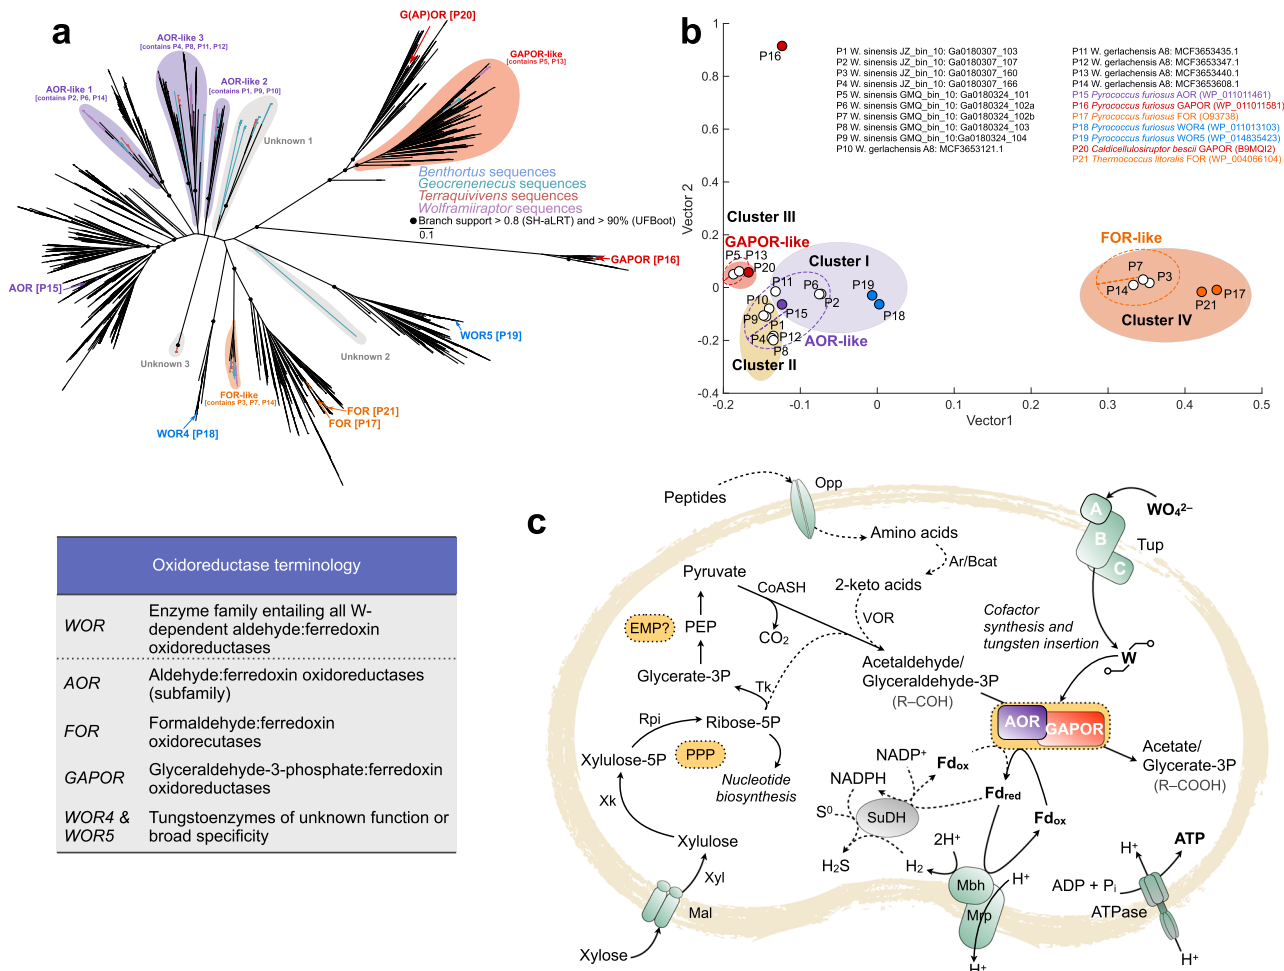 a
G(AP)OR [P20]
AOR-like 3
[contains P4, P8, P11, P12]
GAPOR-like
[contains P5, P13]
AOR-like 1
[contains P2, P6, P14]
AOR-like 2
[contains P1, P9, P10]
Unknown 1
Benthortus sequences
Geocrenenecus sequences
Terraquivivens sequences
Wolframiiraptor sequences
Branch support > 0.8 (SH-aLRT) and > 90% (UFBoot)
0.1
GAPOR [P16]
AOR [P15]
WOR5 [P19]
Unknown 3
Unknown 2
FOR-like
[contains P3, P7, P14]
FOR [P21]
FOR [P17]
WOR4 [P18]
b
1
0.8
0.6
0.4
0.2
0
-0.2
-0.4
Vector 2
-0.2
-0.1
0
0.1
0.2
0.3
0.4
0.5
Vector1
P16
P1 W. sinensis JZ_bin_10: Ga0180307_103
P2 W. sinensis JZ_bin_10: Ga0180307_107
P3 W. sinensis JZ_bin_10: Ga0180307_160
P4 W. sinensis JZ_bin_10: Ga0180307_166
P5 W. sinensis GMQ_bin_10: Ga0180324_101
P6 W. sinensis GMQ_bin_10: Ga0180324_102a
P7 W. sinensis GMQ_bin_10: Ga0180324_102b
P8 W. sinensis GMQ_bin_10: Ga0180324_103
P9 W. sinensis GMQ_bin_10: Ga0180324_104
P10 W. gerlachensis A8: MCF3653121.1
P11 W. gerlachensis A8: MCF3653435.1
P12 W. gerlachensis A8: MCF3653347.1
P13 W. gerlachensis A8: MCF3653440.1
P14 W. gerlachensis A8: MCF3653608.1
P15 Pyrococcus furiosus AOR (WP_011011461)
P16 Pyrococcus furiosus GAPOR (WP_011011581)
P17 Pyrococcus furiosus FOR (O93738)
P18 Pyrococcus furiosus WOR4 (WP_011013103)
P19 Pyrococcus furiosus WOR5 (WP_014835423)
P20 Caldicellulosiruptor bescii GAPOR (B9MQI2)
P21 Thermococcus litoralis FOR (WP_004066104)
Cluster III
GAPOR-like
P5 P13
P20
Cluster I
P11
P6
P2
P19
P18
P10
P15
P9
P1
P4
P12
P8
AOR-like
Cluster II
FOR-like
P7
P3
P14
P21
P17
Cluster IV
Oxidoreductase terminology
WOR
Enzyme family entailing all W-
dependent aldehyde:ferredoxin
oxidoreductases
AOR
Aldehyde:ferredoxin oxidoreductases
(subfamily)
FOR
Formaldehyde:ferredoxin
oxidorecutases
GAPOR
Glyceraldehyde-3-phosphate:ferredoxin
oxidoreductases
WOR4 &
WOR5
Tungstoenzymes of unknown function or
broad specificity
c
Peptides
Opp
Amino acids
Ar/Bcat
2-keto acids
VOR
A
B
C
WO₄²⁻
Tup
Pyruvate
CoASH
CO₂
EMP?
PEP
Glycerate-3P
Tk
Acetaldehyde/
Glyceraldehyde-3P
(R–COH)
Cofactor
synthesis and
tungsten insertion
W
AOR
GAPOR
Acetate/
Glycerate-3P
(R–COOH)
Rpi
Ribose-5P
PPP
Xylulose-5P
Nucleotide
biosynthesis
Xk
Xylulose
Xyl
Mal
Xylose
NADP⁺
NADPH
Fdox
Fdred
Fdox
S⁰
SuDH
H₂S
H₂
2H⁺
Mbh
Mrp
H⁺
H⁺
H⁺
ATP
ADP + Pi
ATPase
H⁺